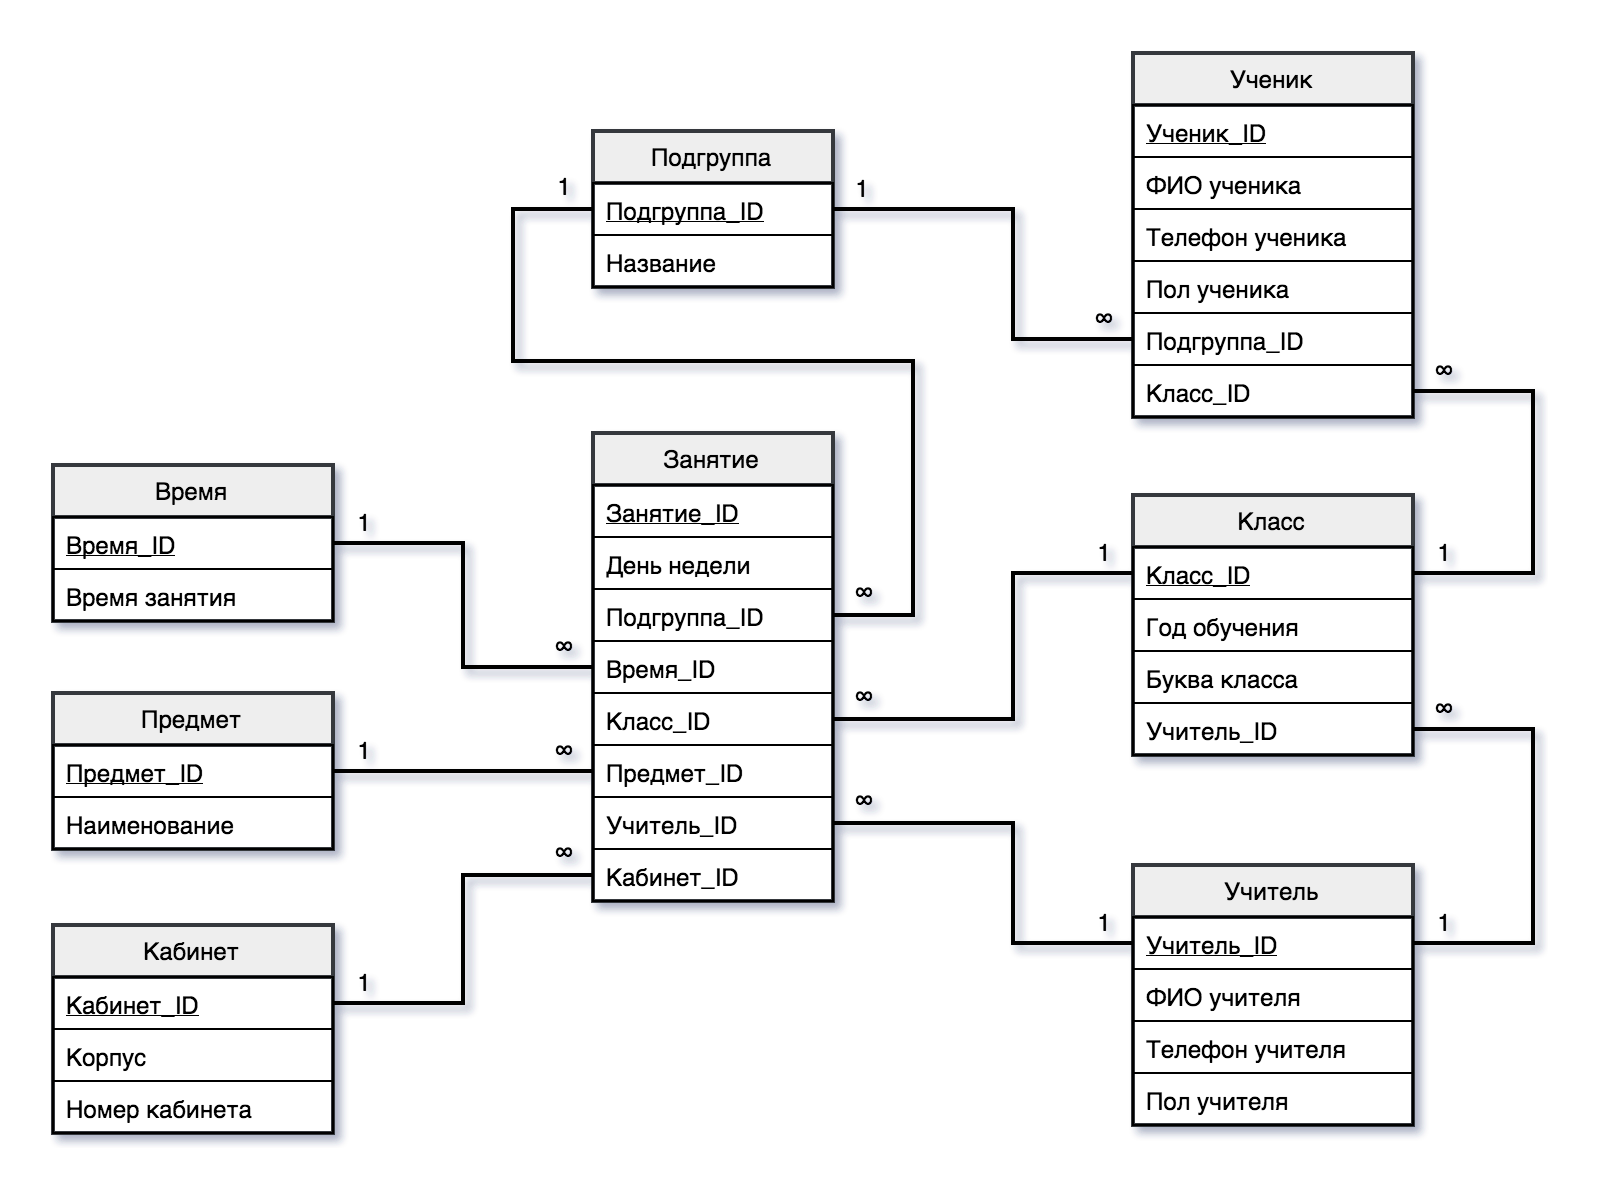 Ученик
Ученик_ID
ФИО ученика
Телефон ученика
Пол ученика
Подгруппа_ID
Класс_ID
∞
∞
Подгруппа
Подгруппа_ID
Название
1
1
Занятие
Занятие_ID
День недели
Подгруппа_ID
Время_ID
Класс_ID
Предмет_ID
Учитель_ID
Кабинет_ID
∞
∞
∞
∞
∞
∞
Время
Время_ID
Время занятия
1
Предмет
Предмет_ID
Наименование
1
Кабинет
Кабинет_ID
Корпус
Номер кабинета
1
Класс
Класс_ID
Год обучения
Буква класса
Учитель_ID
1
1
∞
Учитель
Учитель_ID
ФИО учителя
Телефон учителя
Пол учителя
1
1